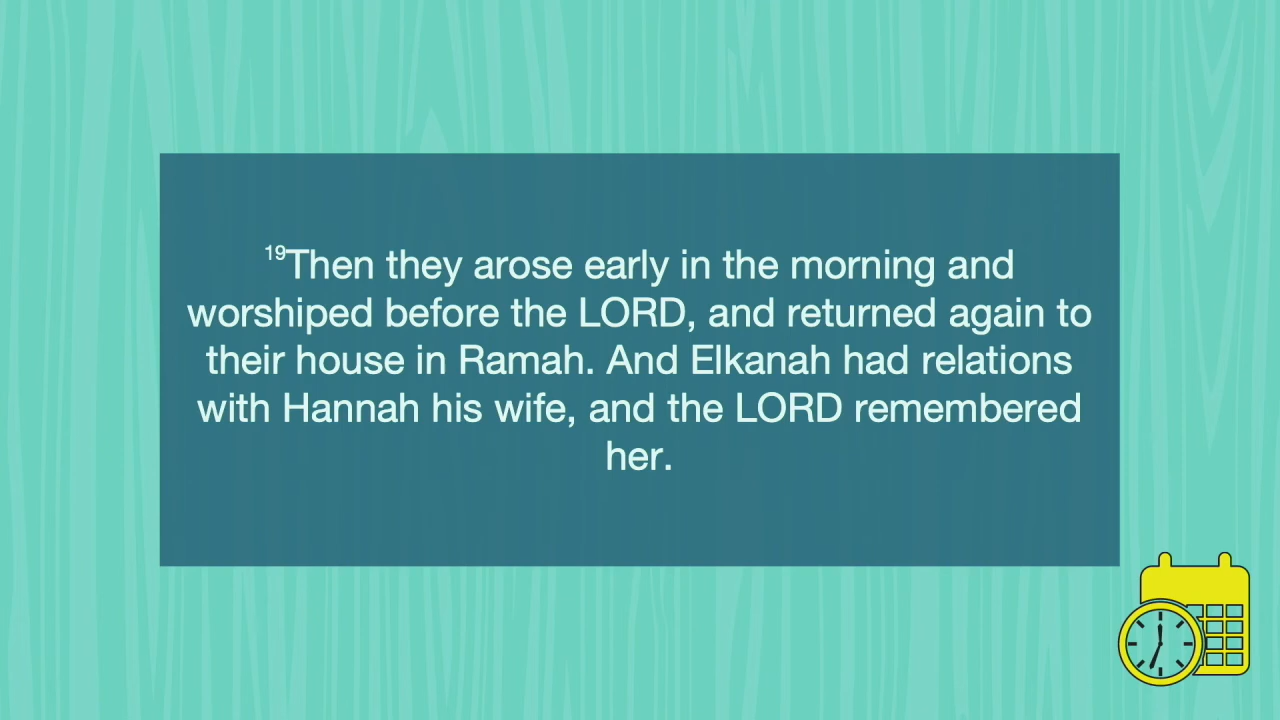 19Then they arose early in the morning and
worshiped before the LORD, and returned again to
their house in Ramah. And Elkanah had relations
with Hannah his wife, and the LORD remembered
her.